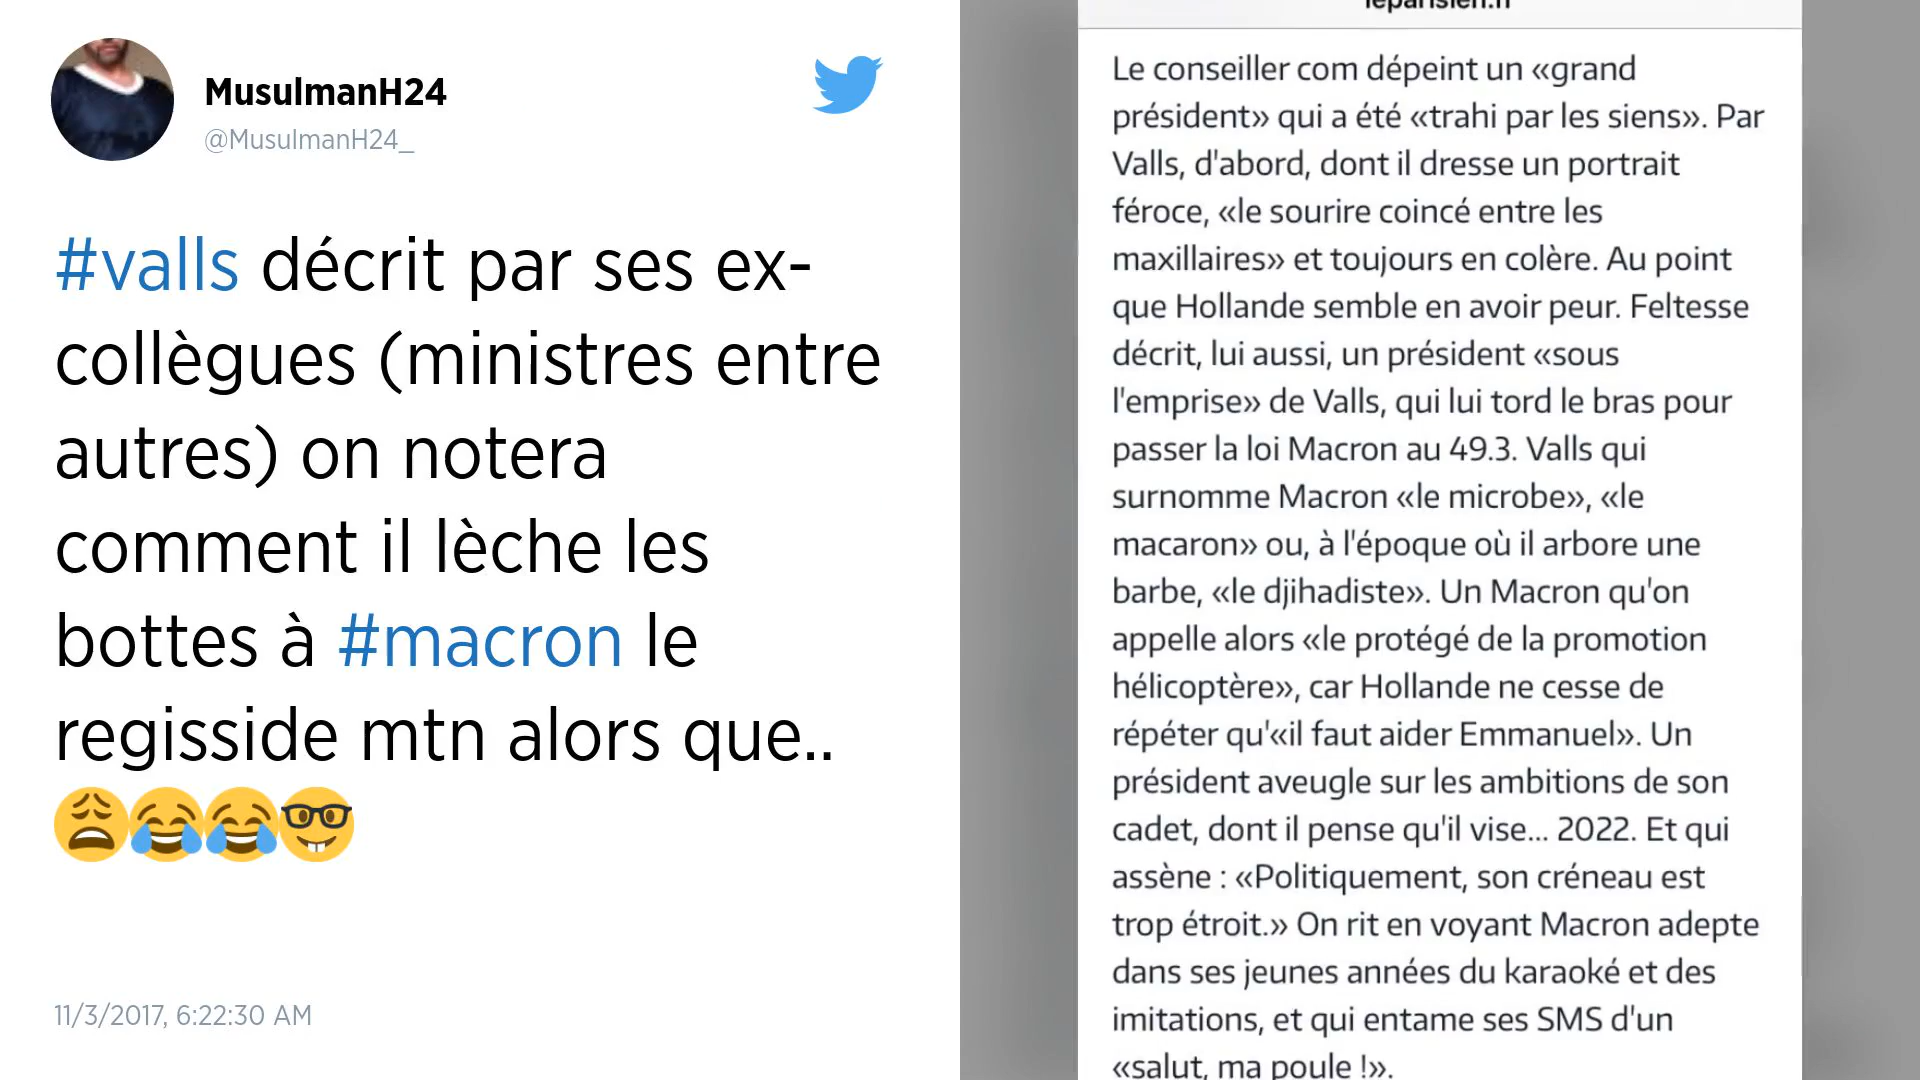 MusulmanH24
@MusulmanH24_
#valls décrit par ses ex-
collègues (ministres entre
autres) on notera
comment il lèche les
bottes à #macron le
regisside mtn alors que..
😩😂😂🤓
11/3/2017, 6:22:30 AM
leparisien.fr
Le conseiller com dépeint un «grand
président» qui a été «trahi par les siens». Par
Valls, d'abord, dont il dresse un portrait
féroce, «le sourire coincé entre les
maxillaires» et toujours en colère. Au point
que Hollande semble en avoir peur. Feltesse
décrit, lui aussi, un président «sous
l'emprise» de Valls, qui lui tord le bras pour
passer la loi Macron au 49.3. Valls qui
surnomme Macron «le microbe», «le
macaron» ou, à l'époque où il arbore une
barbe, «le djihadiste». Un Macron qu'on
appelle alors «le protégé de la promotion
hélicoptère», car Hollande ne cesse de
répéter qu'«il faut aider Emmanuel». Un
président aveugle sur les ambitions de son
cadet, dont il pense qu'il vise... 2022. Et qui
assène : «Politiquement, son créneau est
trop étroit.» On rit en voyant Macron adepte
dans ses jeunes années du karaoké et des
imitations, et qui entame ses SMS d'un
«salut, ma poule !».